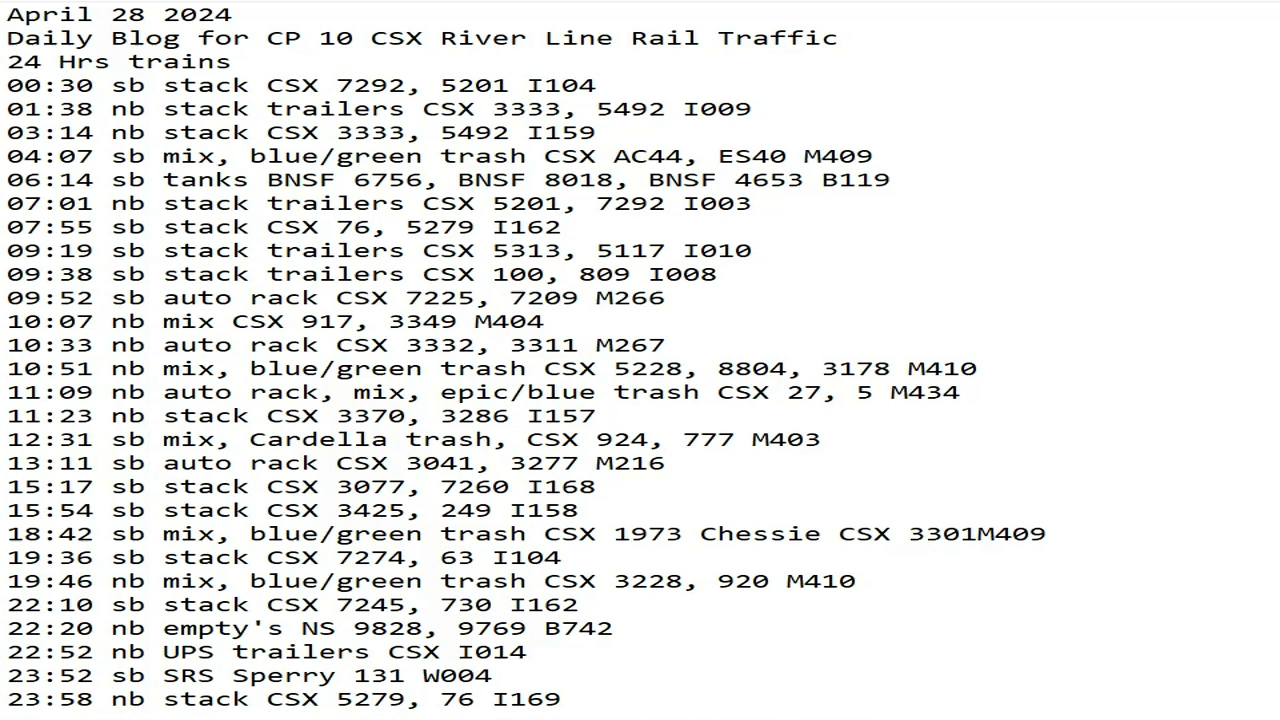 April 28 2024
Daily Blog for CP 10 CSX River Line Rail Traffic
24 Hrs trains
00:30 sb stack CSX 7292, 5201 I104
01:38 nb stack trailers CSX 3333, 5492 I009
03:14 nb stack CSX 3333, 5492 I159
04:07 sb mix, blue/green trash CSX AC44, ES40 M409
06:14 sb tanks BNSF 6756, BNSF 8018, BNSF 4653 B119
07:01 nb stack trailers CSX 5201, 7292 I003
07:55 sb stack CSX 76, 5279 I162
09:19 sb stack trailers CSX 5313, 5117 I010
09:38 sb stack trailers CSX 100, 809 I008
09:52 sb auto rack CSX 7225, 7209 M266
10:07 nb mix CSX 917, 3349 M404
10:33 nb auto rack CSX 3332, 3311 M267
10:51 nb mix, blue/green trash CSX 5228, 8804, 3178 M410
11:09 nb auto rack, mix, epic/blue trash CSX 27, 5 M434
11:23 nb stack CSX 3370, 3286 I157
12:31 sb mix, Cardella trash, CSX 924, 777 M403
13:11 sb auto rack CSX 3041, 3277 M216
15:17 sb stack CSX 3077, 7260 I168
15:54 sb stack CSX 3425, 249 I158
18:42 sb mix, blue/green trash CSX 1973 Chessie CSX 3301M409
19:36 sb stack CSX 7274, 63 I104
19:46 nb mix, blue/green trash CSX 3228, 920 M410
22:10 sb stack CSX 7245, 730 I162
22:20 nb empty's NS 9828, 9769 B742
22:52 nb UPS trailers CSX I014
23:52 sb SRS Sperry 131 W004
23:58 nb stack CSX 5279, 76 I169